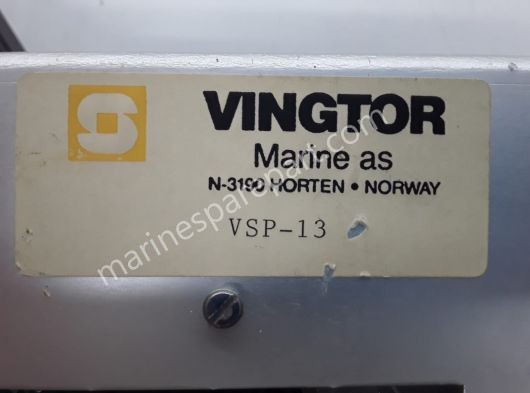 S VINGTOR
Marine as
N-3190 HORTEN • NORWAY
VSP-13
marinesparepart.com